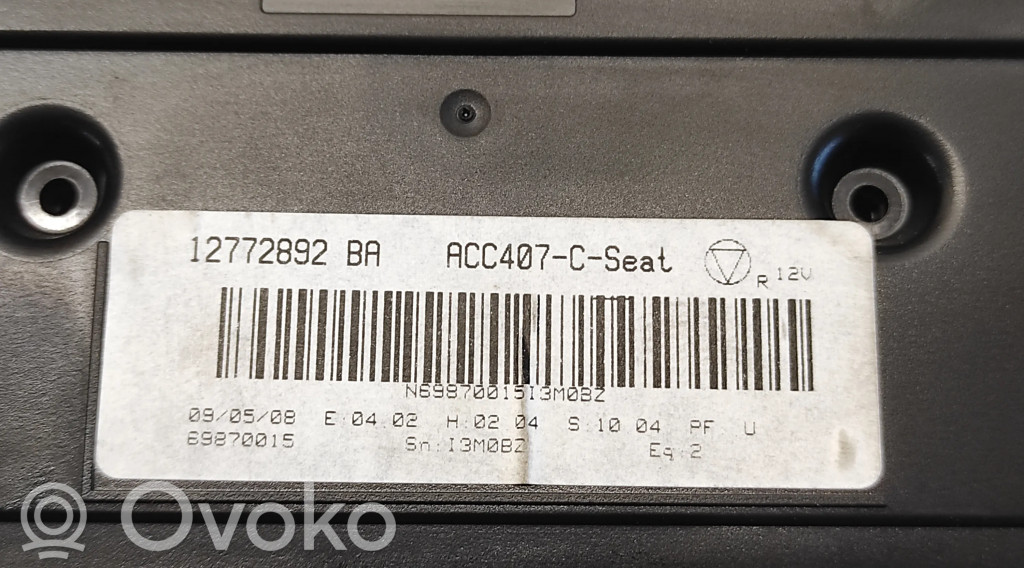 12772892 BA ACC407-C-Seat R 12V
N69870015I3M0BZ
09/05/08 E:04.02 H:02 04 S:10 04 PF U
69870015 Sn:I3M0BZ Eq:2
Ovoko